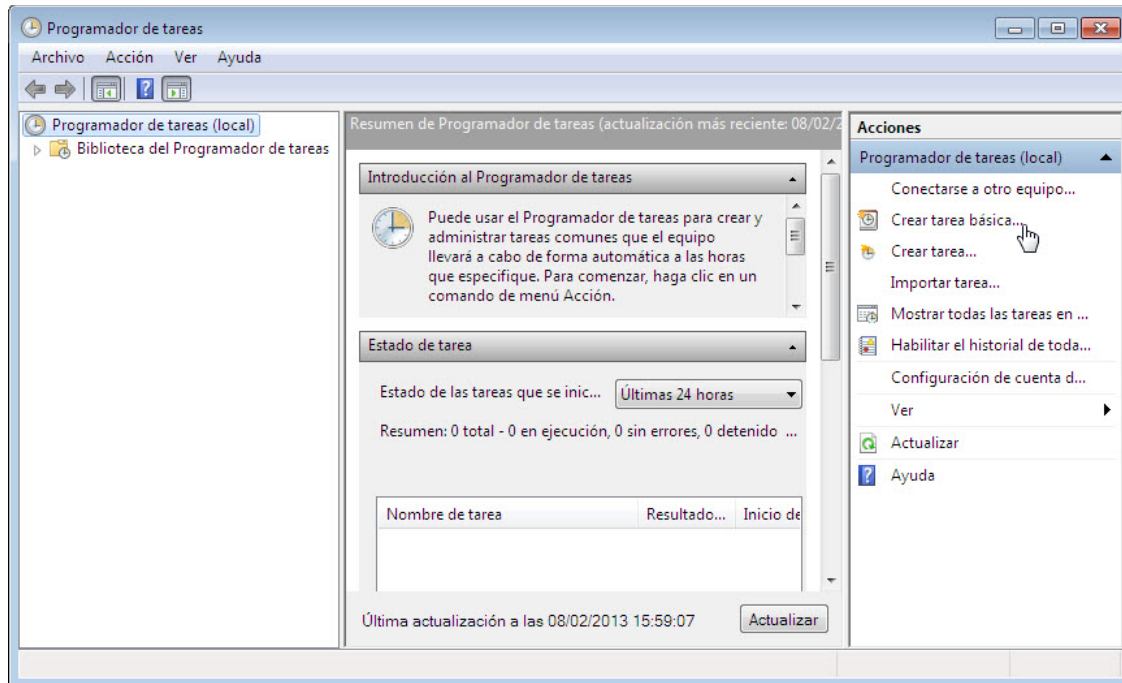 Programador de tareas
Archivo Acción Ver Ayuda
Programador de tareas (local)
Biblioteca del Programador de tareas
Resumen de Programador de tareas (actualización más reciente: 08/02/2
Introducción al Programador de tareas
Puede usar el Programador de tareas para crear y
administrar tareas comunes que el equipo
llevará a cabo de forma automática a las horas
que especifique. Para comenzar, haga clic en un
comando de menú Acción.
Estado de tarea
Estado de las tareas que se inic... Últimas 24 horas
Resumen: 0 total - 0 en ejecución, 0 sin errores, 0 detenido ...
Nombre de tarea Resultado... Inicio de
Última actualización a las 08/02/2013 15:59:07 Actualizar
Acciones
Programador de tareas (local)
Conectarse a otro equipo...
Crear tarea básica...
Crear tarea...
Importar tarea...
Mostrar todas las tareas en ...
Habilitar el historial de toda...
Configuración de cuenta d...
Ver
Actualizar
Ayuda